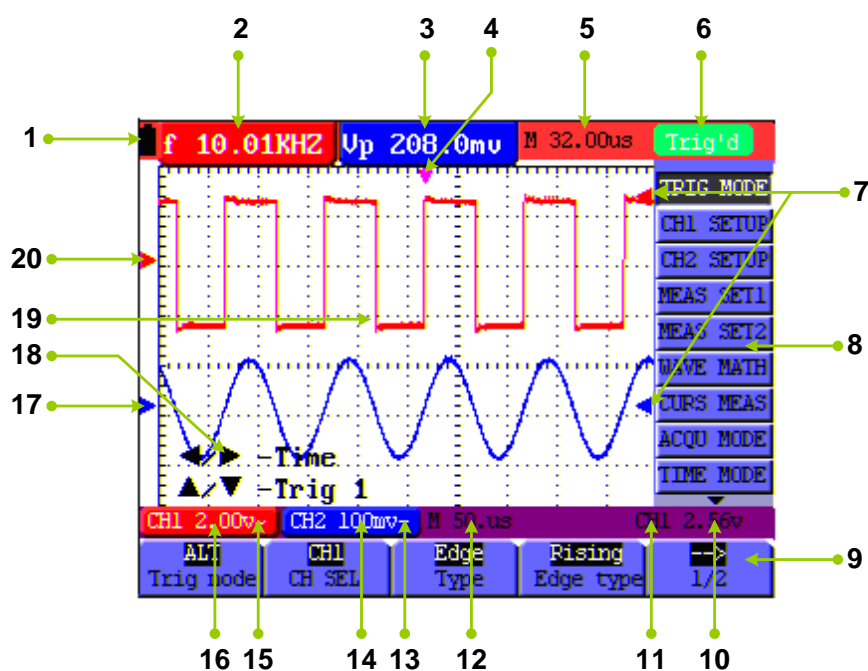 2 3 4 5 6
1
f 10.01KHZ Vp 208.0mv M 32.00us Trig'd
TRIG MODE
7
CH1 SETUP
20
CH2 SETUP
MEAS SET1
19
MEAS SET2
8
18
WAVE MATH
17
CURS MEAS
ACQU MODE
◀/▶ -Time
TIME MODE
▲/▼ -Trig 1
CH1 2.00v~ CH2 100mv⎓ M 50.us CH1 2.56v
ALT CH1 Edge Rising -->
9
Trig mode CH SEL Type Edge type 1/2
16 15 14 13 12 11 10